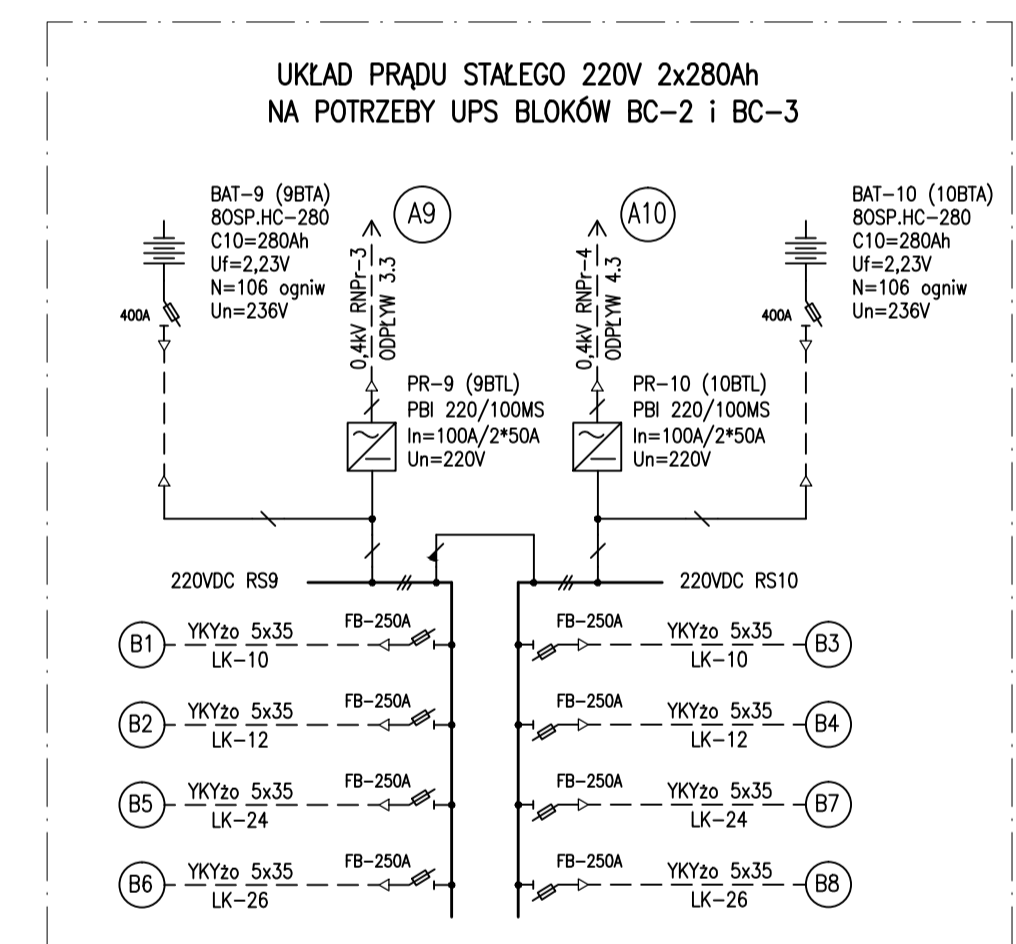 UKŁAD PRĄDU STAŁEGO 220V 2x280Ah
NA POTRZEBY UPS BLOKÓW BC-2 i BC-3
BAT-9 (9BTA)
80SP.HC-280
C10=280Ah
Uf=2,23V
N=106 ogniw
Un=236V
400A
A9
0,4kV RNPr-3
ODPŁYW 3.3
PR-9 (9BTL)
PBI 220/100MS
In=100A/2*50A
Un=220V
A10
0,4kV RNPr-4
ODPŁYW 4.3
PR-10 (10BTL)
PBI 220/100MS
In=100A/2*50A
Un=220V
BAT-10 (10BTA)
80SP.HC-280
C10=280Ah
Uf=2,23V
N=106 ogniw
Un=236V
400A
220VDC RS9
220VDC RS10
B1 YKYżo 5x35 FB-250A
LK-10
FB-250A YKYżo 5x35 B3
LK-10
B2 YKYżo 5x35 FB-250A
LK-12
FB-250A YKYżo 5x35 B4
LK-12
B5 YKYżo 5x35 FB-250A
LK-24
FB-250A YKYżo 5x35 B7
LK-24
B6 YKYżo 5x35 FB-250A
LK-26
FB-250A YKYżo 5x35 B8
LK-26